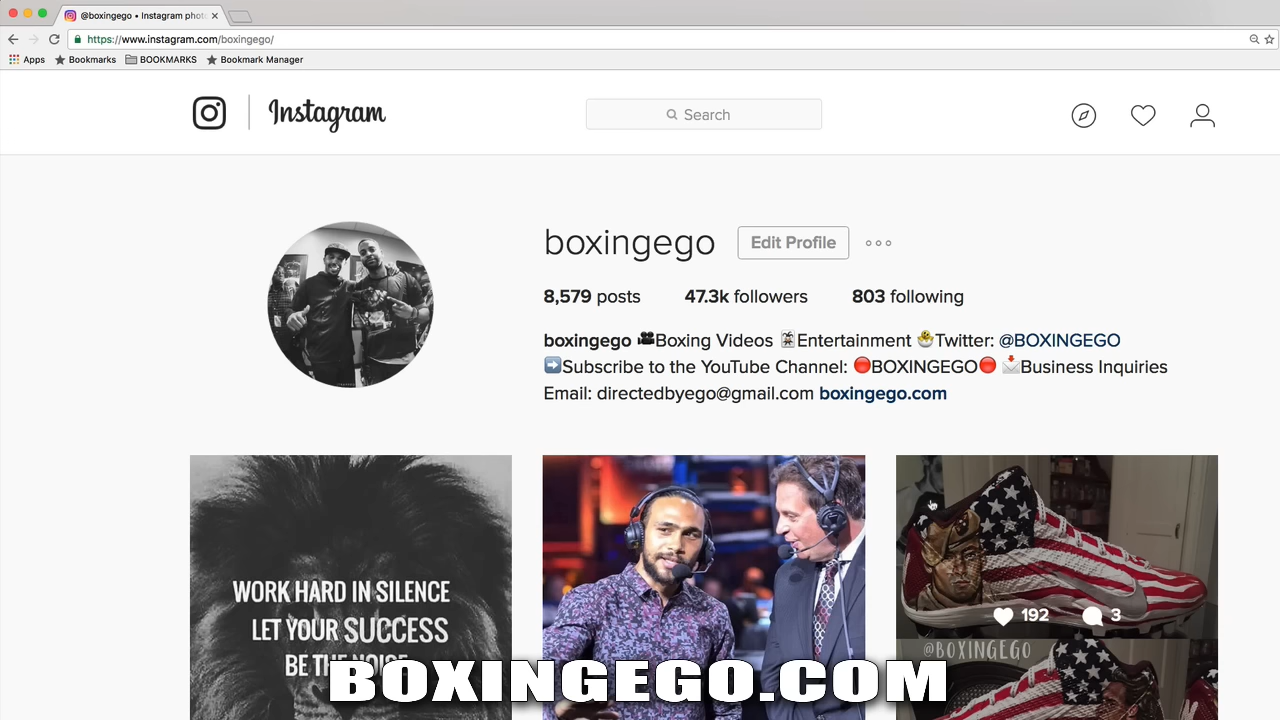 @boxingego • Instagram phot
https://www.instagram.com/boxingego/
Apps Bookmarks BOOKMARKS Bookmark Manager
Instagram
Search
boxingego Edit Profile
8,579 posts 47.3k followers 803 following
boxingego 🎥Boxing Videos 🃏Entertainment 🐣Twitter: @BOXINGEGO
➡️Subscribe to the YouTube Channel: 🔴BOXINGEGO🔴 📩Business Inquiries
Email: directedbyego@gmail.com boxingego.com
WORK HARD IN SILENCE
LET YOUR SUCCESS
BE THE NOISE
192 3
@BOXINGEGO
BOXINGEGO.COM